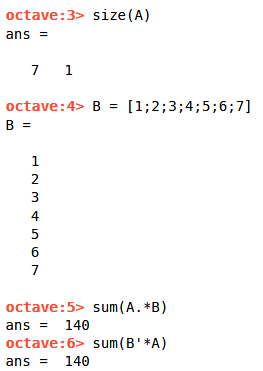 octave:3> size(A)
ans =
7 1
octave:4> B = [1;2;3;4;5;6;7]
B =
1
2
3
4
5
6
7
octave:5> sum(A.*B)
ans = 140
octave:6> sum(B'*A)
ans = 140